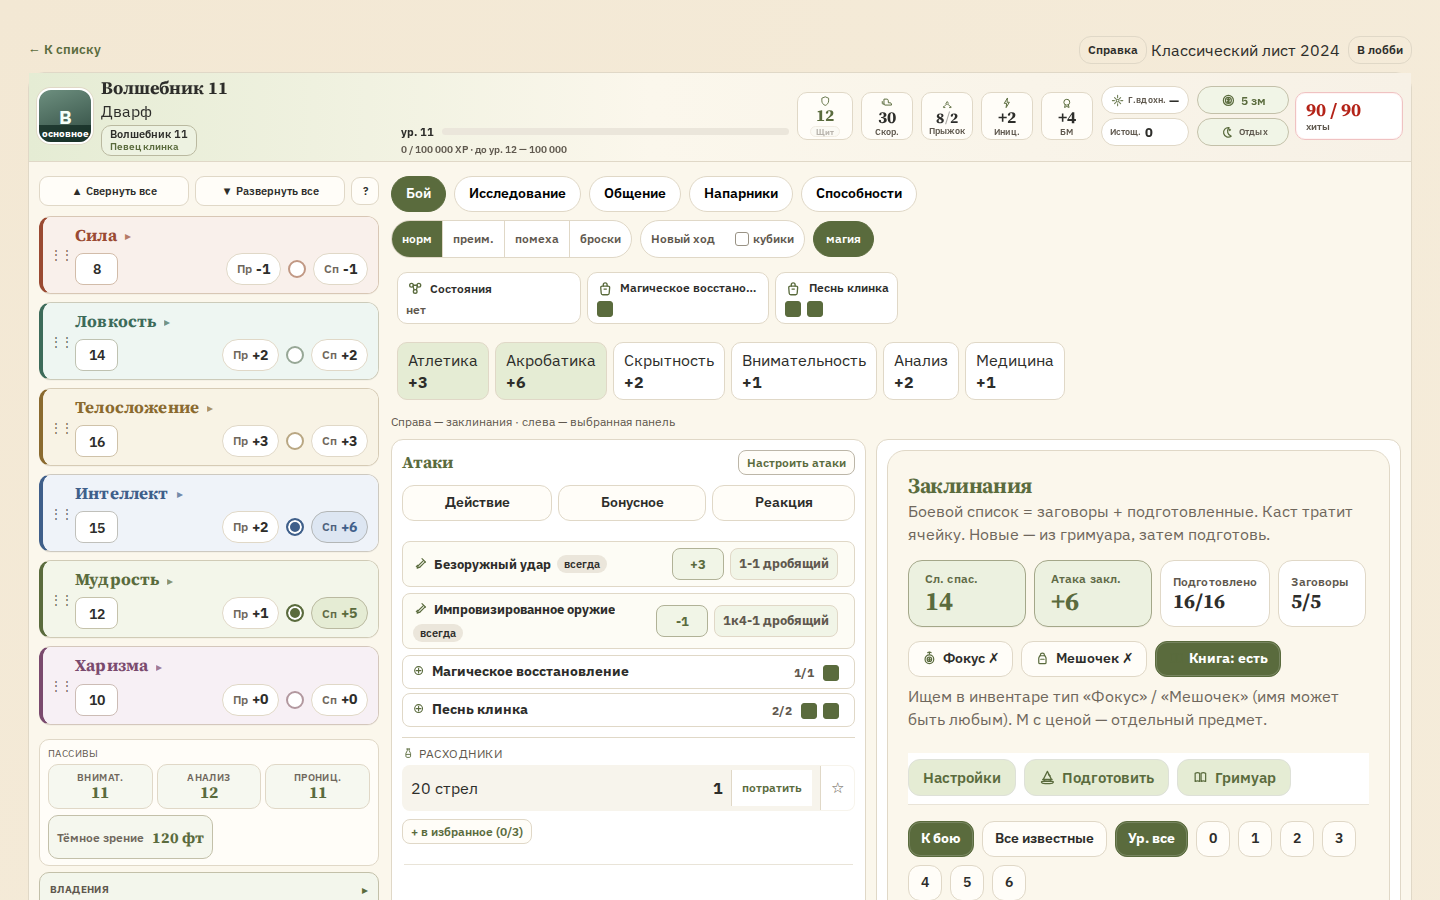 ← К списку
Справка Классический лист 2024 В лобби
В
основное
Волшебник 11
Дварф
Волшебник 11
Певец клинка
ур. 11
0 / 100 000 XP · до ур. 12 — 100 000
12
Щит
30
Скор.
8/2
Прыжок
+2
Иниц.
+4
БМ
Г.вдохн. —
Истощ. 0
5 зм
Отдых
90 / 90
хиты
▲ Свернуть все ▼ Развернуть все ?
Сила ▸
8 Пр -1 Сп -1
Ловкость ▸
14 Пр +2 Сп +2
Телосложение ▸
16 Пр +3 Сп +3
Интеллект ▸
15 Пр +2 Сп +6
Мудрость ▸
12 Пр +1 Сп +5
Харизма ▸
10 Пр +0 Сп +0
ПАССИВЫ
ВНИМАТ. АНАЛИЗ ПРОНИЦ.
11 12 11
Тёмное зрение 120 фт
ВЛАДЕНИЯ ▸
Бой Исследование Общение Напарники Способности
норм преим. помеха броски Новый ход кубики магия
Состояния
нет
Магическое восстано…
Песнь клинка
Атлетика Акробатика Скрытность Внимательность Анализ Медицина
+3 +6 +2 +1 +2 +1
Справа — заклинания · слева — выбранная панель
Атаки Настроить атаки
Действие Бонусное Реакция
Безоружный удар всегда +3 1-1 дробящий
Импровизированное оружие
всегда
-1 1к4-1 дробящий
Магическое восстановление 1/1
Песнь клинка 2/2
РАСХОДНИКИ
20 стрел 1 потратить ☆
+ в избранное (0/3)
Заклинания
Боевой список = заговоры + подготовленные. Каст тратит
ячейку. Новые — из гримуара, затем подготовь.
Сл. спас. Атака закл. Подготовлено Заговоры
14 +6 16/16 5/5
Фокус ✗ Мешочек ✗ Книга: есть
Ищем в инвентаре тип «Фокус» / «Мешочек» (имя может
быть любым). М с ценой — отдельный предмет.
Настройки Подготовить Гримуар
К бою Все известные Ур. все 0 1 2 3
4 5 6